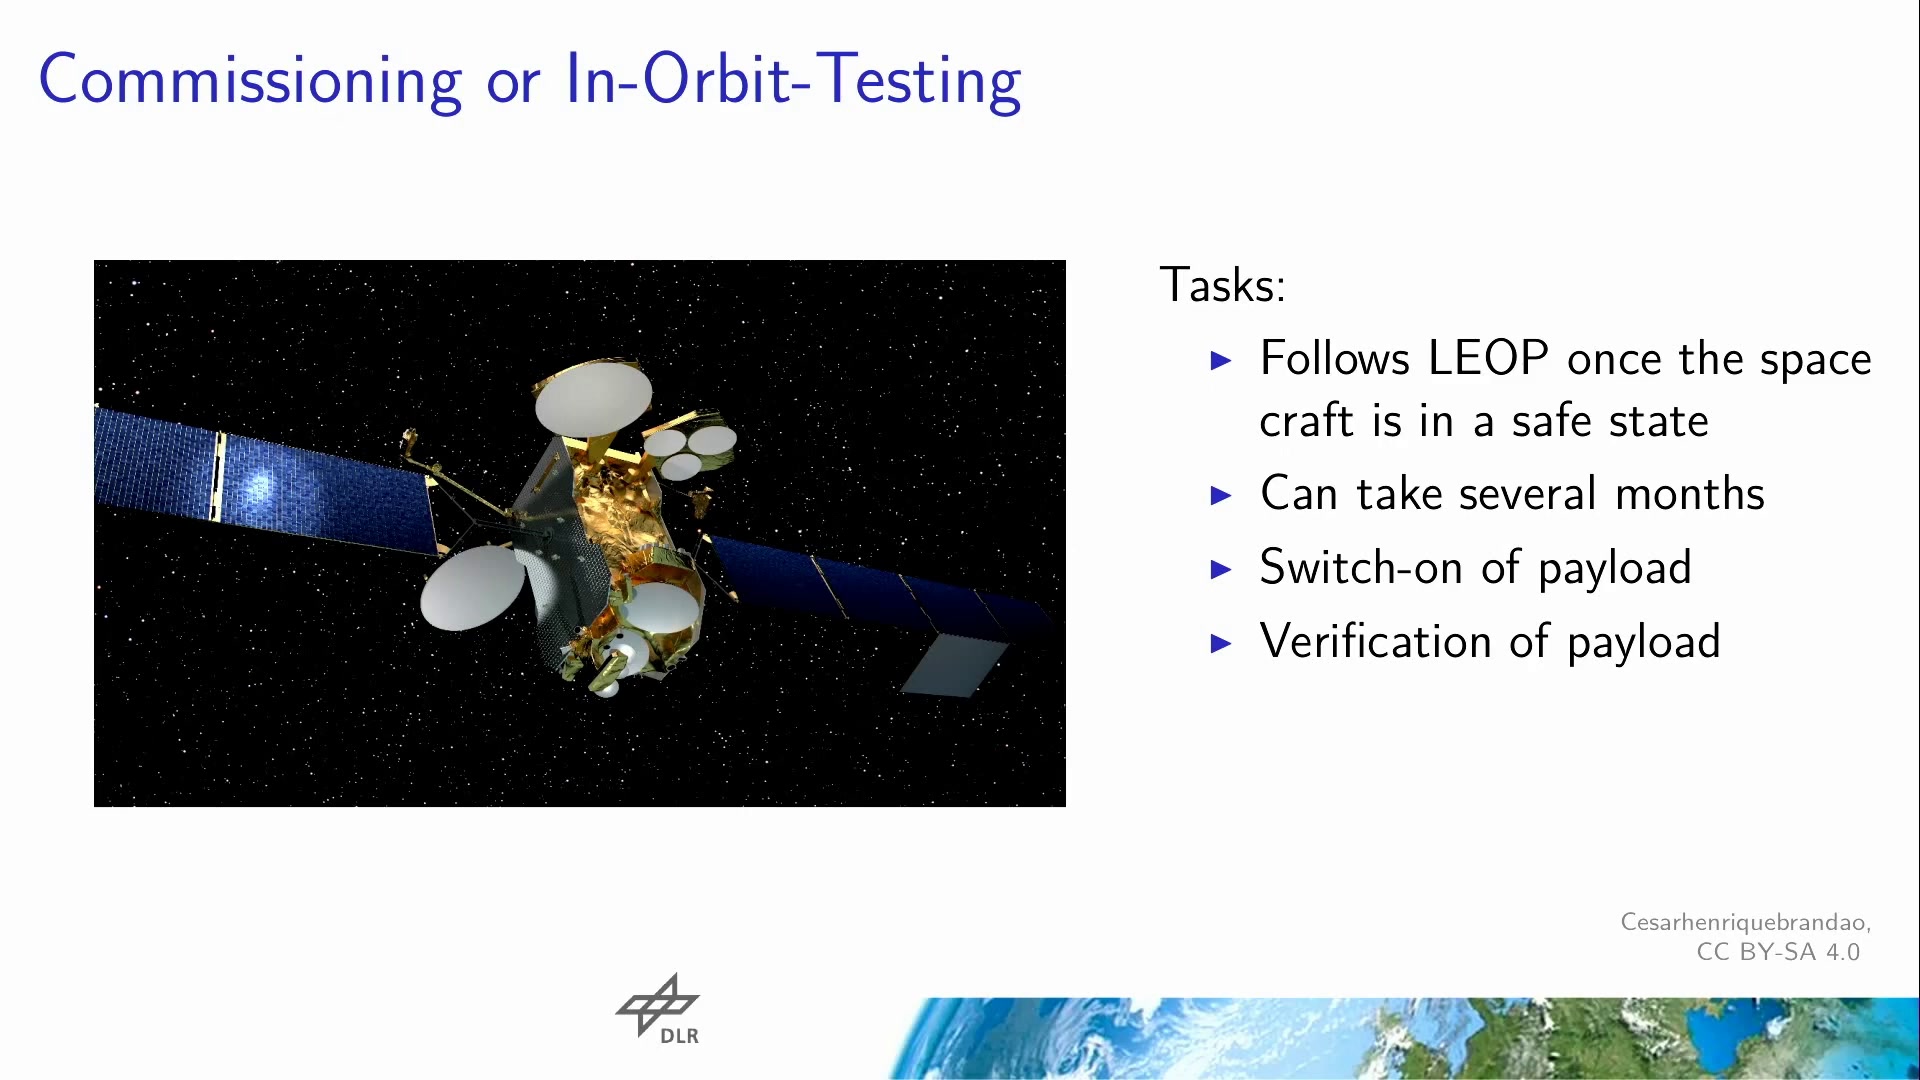 Commissioning or In-Orbit-Testing
Tasks:
Follows LEOP once the space
craft is in a safe state
Can take several months
Switch-on of payload
Verification of payload
Cesarhenriquebrandao,
CC BY-SA 4.0
DLR